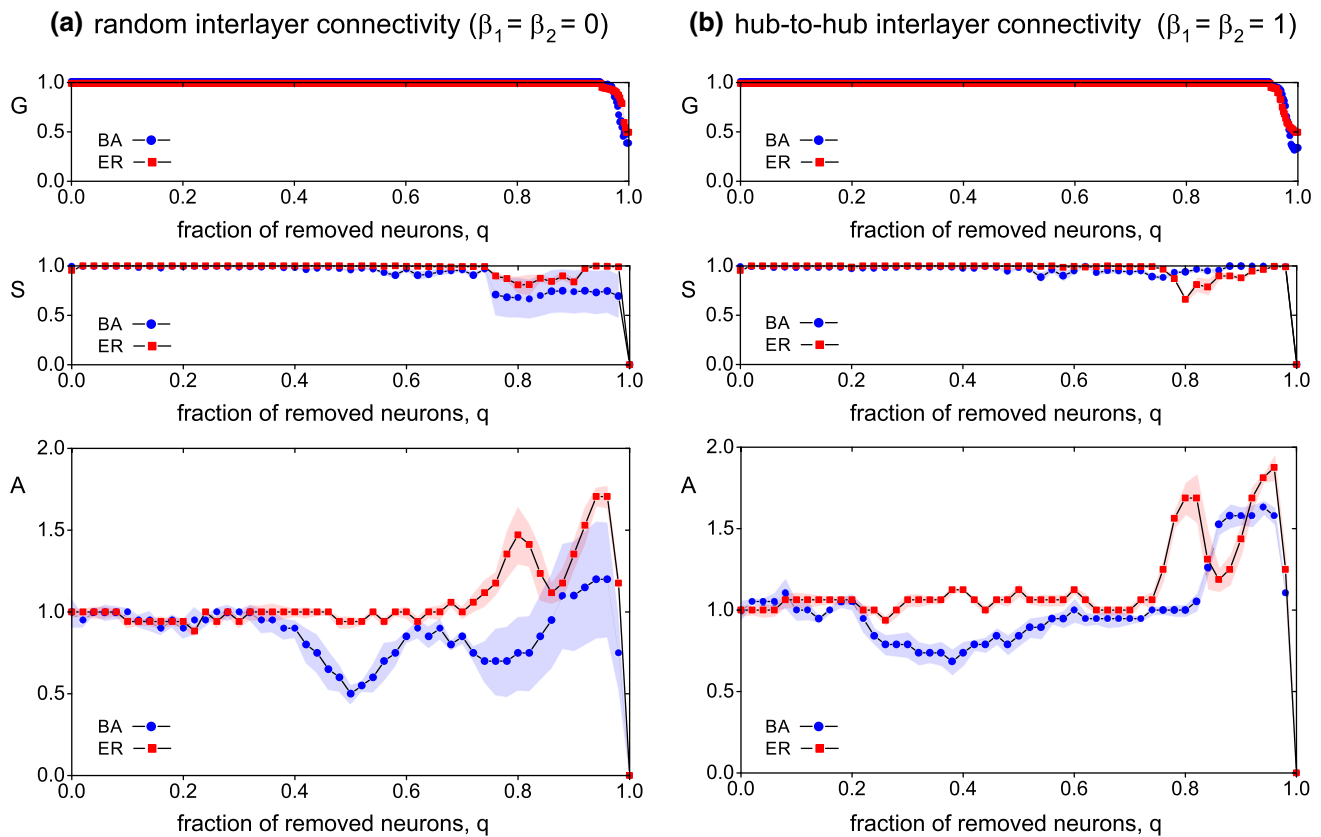 (a) random interlayer connectivity (β1 = β2 = 0)
G
1.0
0.5
0.0
BA
ER
0.0 0.2 0.4 0.6 0.8 1.0
fraction of removed neurons, q
S
1.0
0.5
0.0
BA
ER
0.0 0.2 0.4 0.6 0.8 1.0
fraction of removed neurons, q
A
2.0
1.5
1.0
0.5
0.0
BA
ER
0.0 0.2 0.4 0.6 0.8 1.0
fraction of removed neurons, q
(b) hub-to-hub interlayer connectivity (β1 = β2 = 1)
G
1.0
0.5
0.0
BA
ER
0.0 0.2 0.4 0.6 0.8 1.0
fraction of removed neurons, q
S
1.0
0.5
0.0
BA
ER
0.0 0.2 0.4 0.6 0.8 1.0
fraction of removed neurons, q
A
2.0
1.5
1.0
0.5
0.0
BA
ER
0.0 0.2 0.4 0.6 0.8 1.0
fraction of removed neurons, q